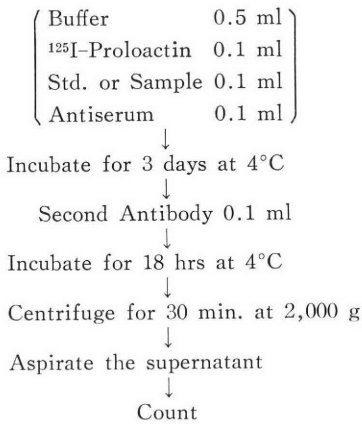 Buffer 0.5 ml
¹²⁵I-Proloactin 0.1 ml
Std. or Sample 0.1 ml
Antiserum 0.1 ml
Incubate for 3 days at 4°C
Second Antibody 0.1 ml
Incubate for 18 hrs at 4°C
Centrifuge for 30 min. at 2,000 g
Aspirate the supernatant
Count